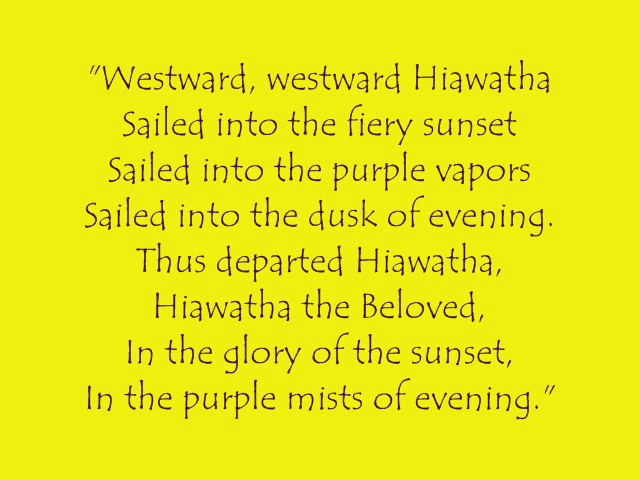 "Westward, westward Hiawatha
Sailed into the fiery sunset
Sailed into the purple vapors
Sailed into the dusk of evening.
Thus departed Hiawatha,
Hiawatha the Beloved,
In the glory of the sunset,
In the purple mists of evening."